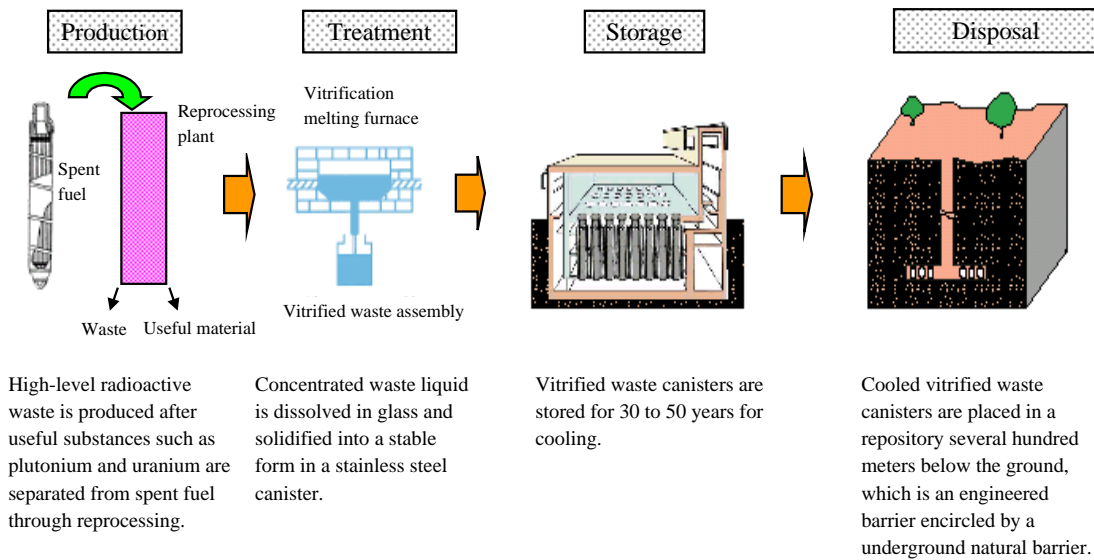 Production
Treatment
Storage
Disposal
Spent
fuel
Reprocessing
plant
Waste
Useful material
Vitrification
melting furnace
Vitrified waste assembly
High-level radioactive
waste is produced after
useful substances such as
plutonium and uranium are
separated from spent fuel
through reprocessing.
Concentrated waste liquid
is dissolved in glass and
solidified into a stable
form in a stainless steel
canister.
Vitrified waste canisters are
stored for 30 to 50 years for
cooling.
Cooled vitrified waste
canisters are placed in a
repository several hundred
meters below the ground,
which is an engineered
barrier encircled by a
underground natural barrier.